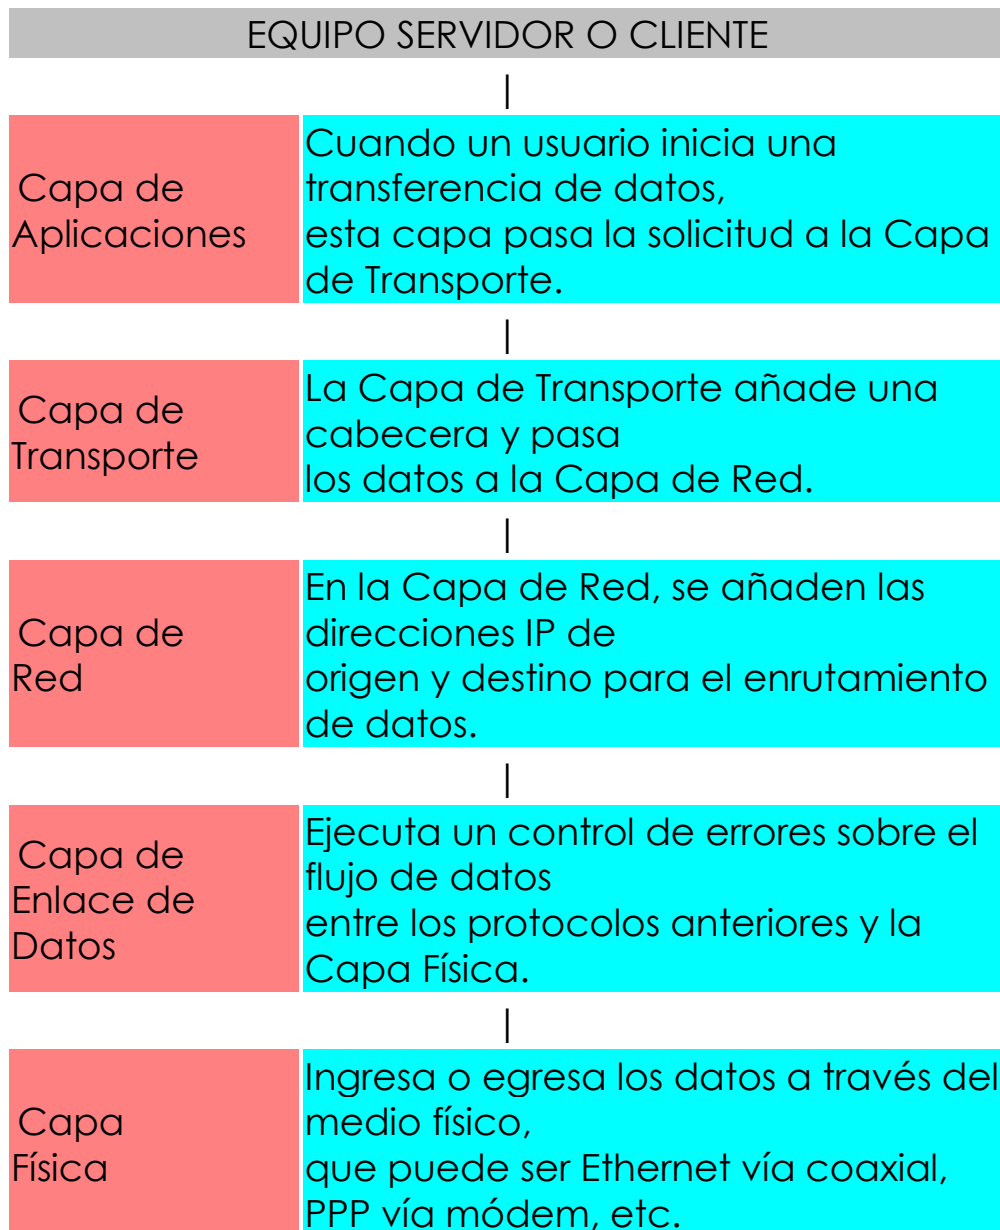 EQUIPO SERVIDOR O CLIENTE
|
Capa de
Aplicaciones
Cuando un usuario inicia una
transferencia de datos,
esta capa pasa la solicitud a la Capa
de Transporte.
|
Capa de
Transporte
La Capa de Transporte añade una
cabecera y pasa
los datos a la Capa de Red.
|
Capa de
Red
En la Capa de Red, se añaden las
direcciones IP de
origen y destino para el enrutamiento
de datos.
|
Capa de
Enlace de
Datos
Ejecuta un control de errores sobre el
flujo de datos
entre los protocolos anteriores y la
Capa Física.
|
Capa
Física
Ingresa o egresa los datos a través del
medio físico,
que puede ser Ethernet vía coaxial,
PPP vía módem, etc.